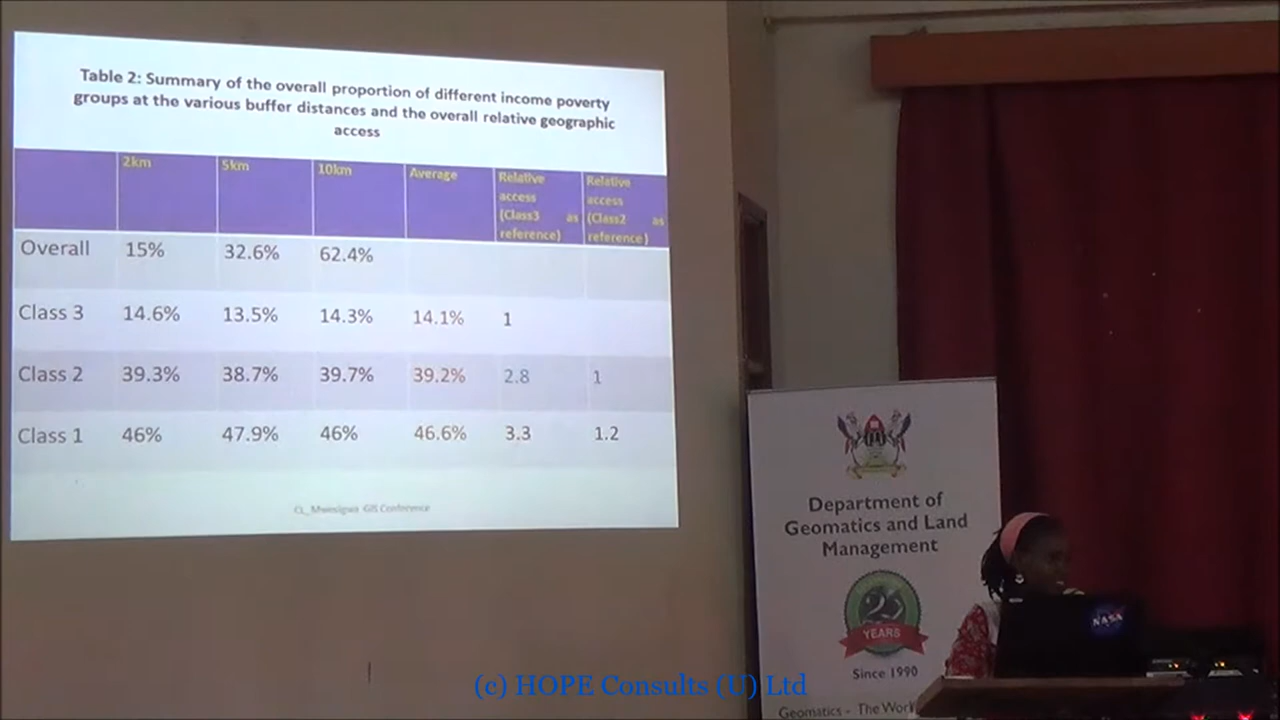 Table 2: Summary of the overall proportion of different income poverty
groups at the various buffer distances and the overall relative geographic
access
2km 5km 10km Average Relative access (Class3 as reference) Relative access (Class2 as reference)
Overall 15% 32.6% 62.4%
Class 3 14.6% 13.5% 14.3% 14.1% 1
Class 2 39.3% 38.7% 39.7% 39.2% 2.8 1
Class 1 46% 47.9% 46% 46.6% 3.3 1.2
CL_Mwesigwa GIS Conference
Department of
Geomatics and Land
Management
25
YEARS
Since 1990
Geomatics - The Work
NASA
(c) HOPE Consults (U) Ltd